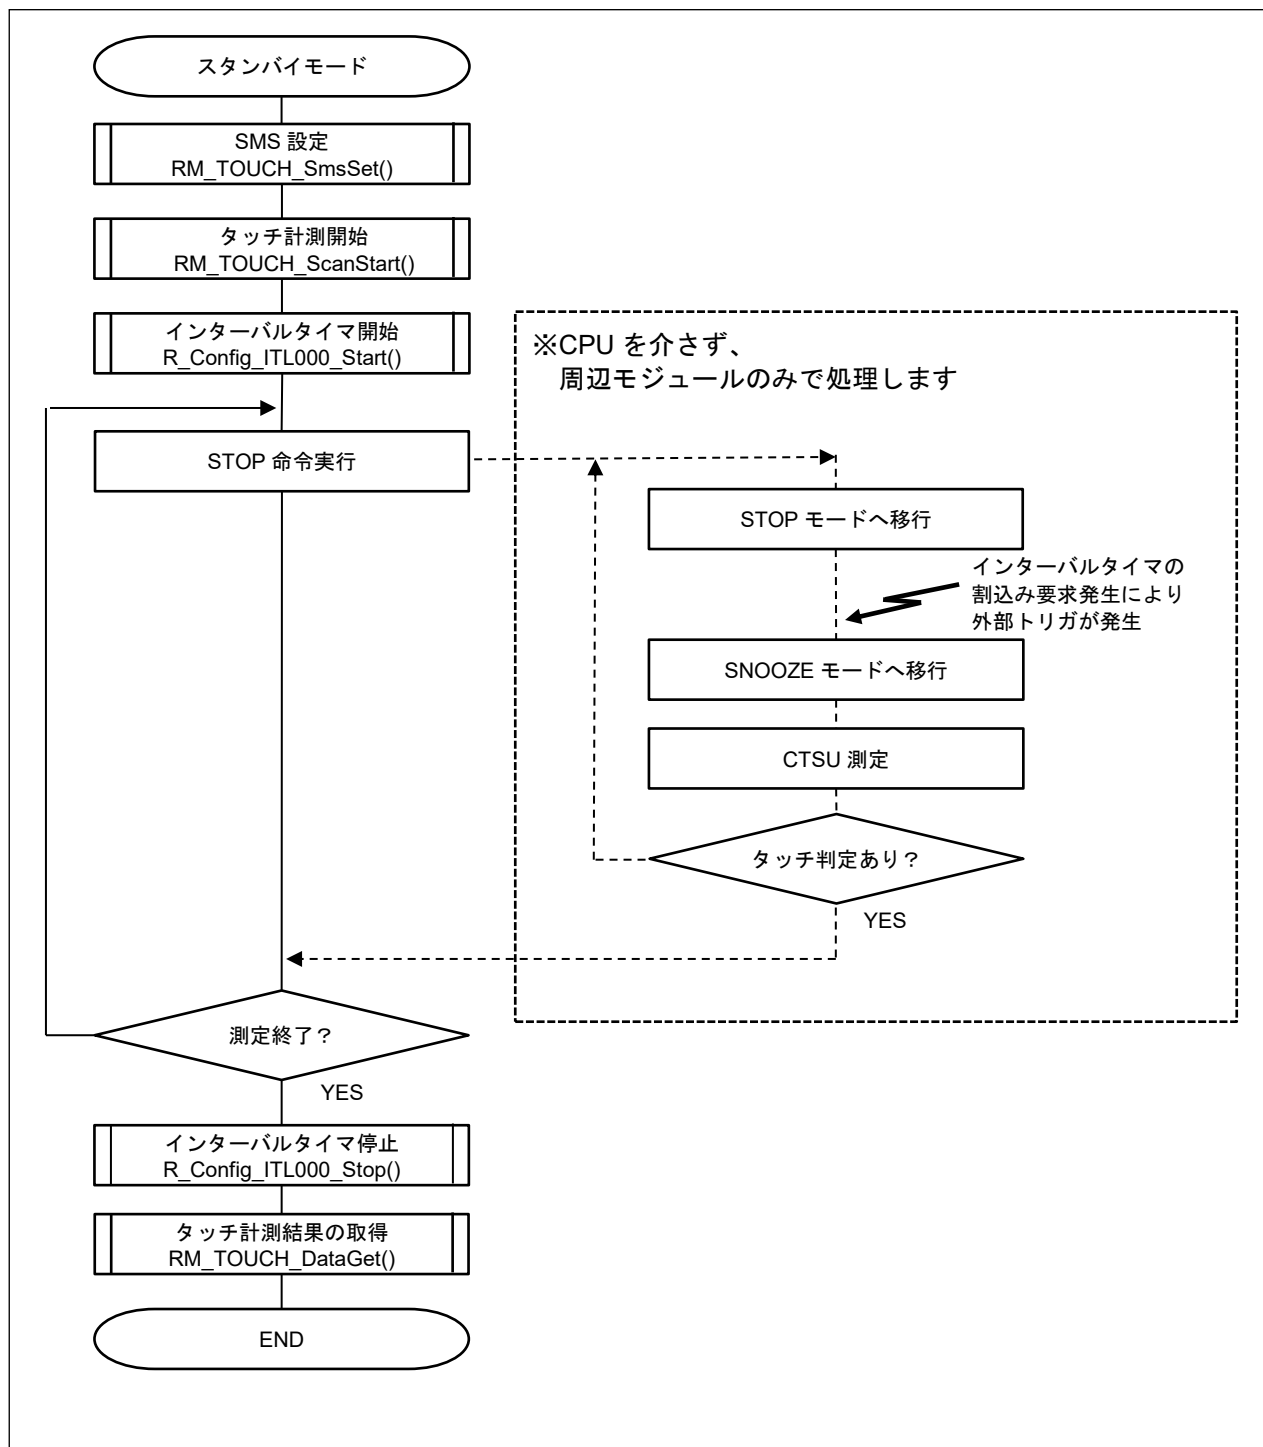 スタンバイモード
SMS 設定
RM_TOUCH_SmsSet()
タッチ計測開始
RM_TOUCH_ScanStart()
インターバルタイマ開始
R_Config_ITL000_Start()
※CPU を介さず、
周辺モジュールのみで処理します
STOP 命令実行
STOP モードへ移行
インターバルタイマの
割込み要求発生により
外部トリガが発生
SNOOZE モードへ移行
CTSU 測定
タッチ判定あり？
YES
測定終了？
YES
インターバルタイマ停止
R_Config_ITL000_Stop()
タッチ計測結果の取得
RM_TOUCH_DataGet()
END